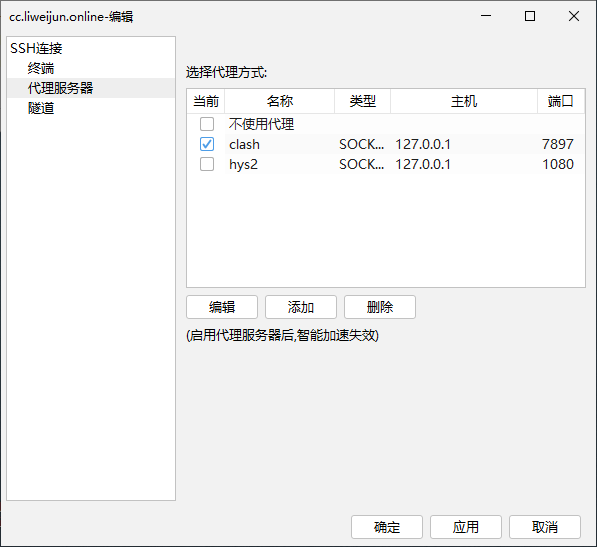 cc.liweijun.online-编辑
SSH连接
终端
代理服务器
隧道
选择代理方式:
当前 名称 类型 主机 端口
不使用代理
clash SOCK... 127.0.0.1 7897
hys2 SOCK... 127.0.0.1 1080
编辑 添加 删除
(启用代理服务器后,智能加速失效)
确定 应用 取消